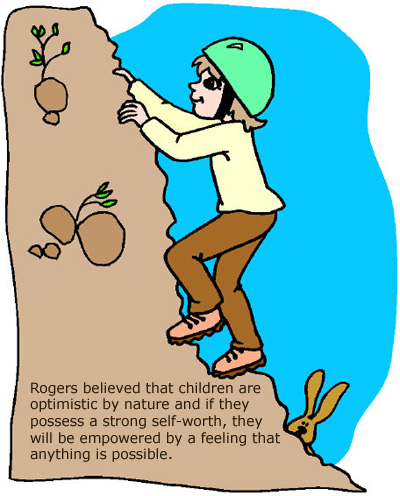 Rogers believed that children are
optimistic by nature and if they
possess a strong self-worth, they
will be empowered by a feeling that
anything is possible.